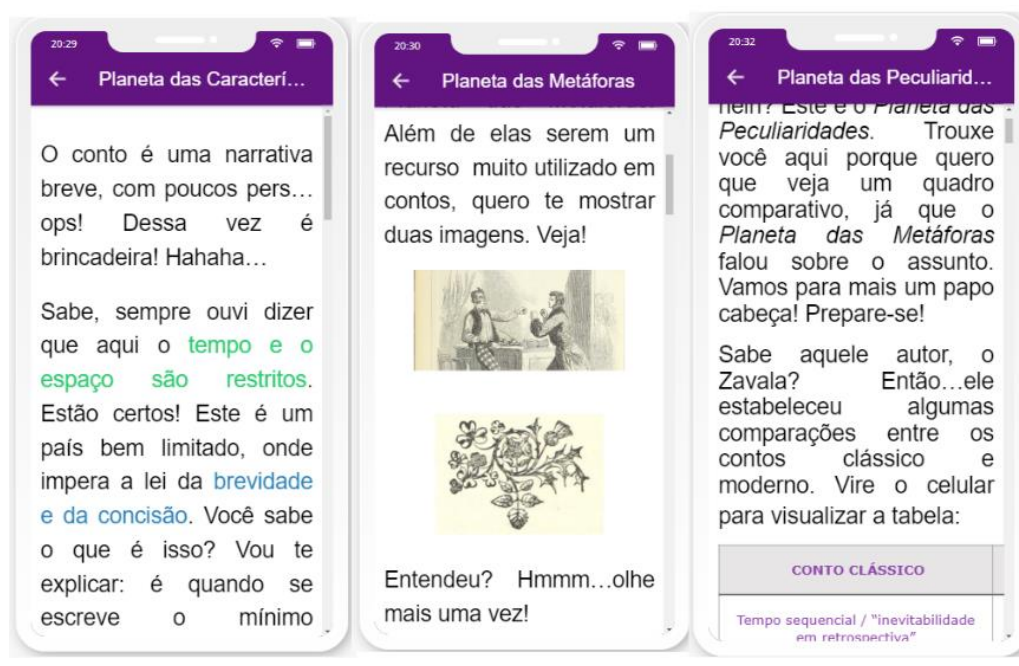 20:29
Planeta das Caracterí...
O conto é uma narrativa
breve, com poucos pers...
ops! Dessa vez é
brincadeira! Hahaha...
Sabe, sempre ouvi dizer
que aqui o tempo e o
espaço são restritos.
Estão certos! Este é um
país bem limitado, onde
impera a lei da brevidade
e da concisão. Você sabe
o que é isso? Vou te
explicar: é quando se
escreve o mínimo
20:30
Planeta das Metáforas
Além de elas serem um
recurso muito utilizado em
contos, quero te mostrar
duas imagens. Veja!
Entendeu? Hmmm...olhe
mais uma vez!
20:32
Planeta das Peculiarid...
hein? Este é o Planeta das
Peculiaridades. Trouxe
você aqui porque quero
que veja um quadro
comparativo, já que o
Planeta das Metáforas
falou sobre o assunto.
Vamos para mais um papo
cabeça! Prepare-se!
Sabe aquele autor, o
Zavala? Então...ele
estabeleceu algumas
comparações entre os
contos clássico e
moderno. Vire o celular
para visualizar a tabela:
CONTO CLÁSSICO
Tempo sequencial / "inevitabilidade
em retrospectiva"